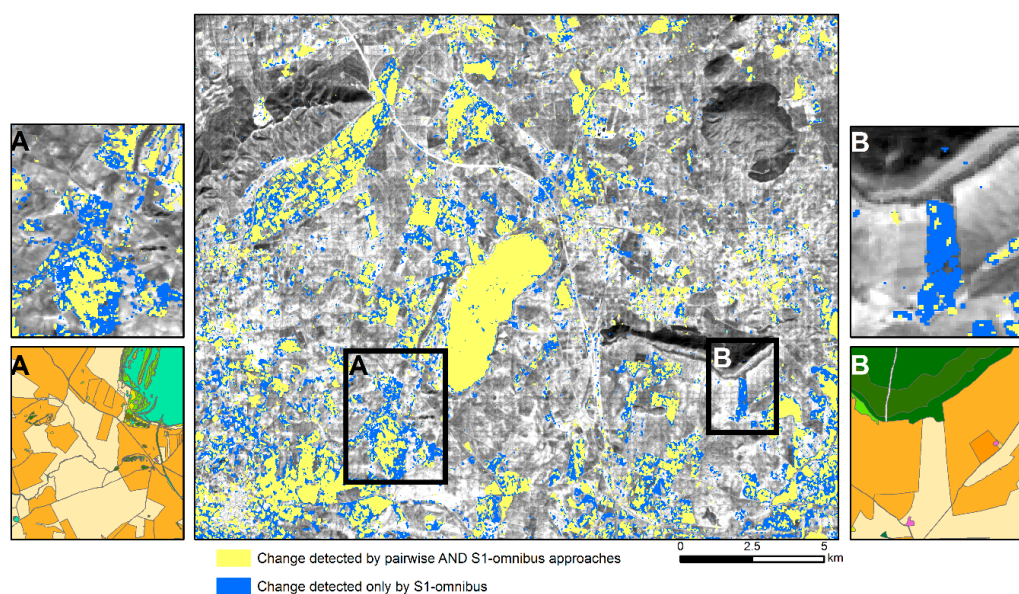 A
B
A
B
A
B
Change detected by pairwise AND S1-omnibus approaches
Change detected only by S1-omnibus
0 2.5 5
km